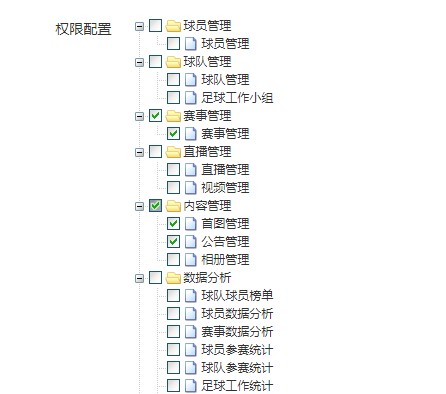 权限配置
球员管理
球员管理
球队管理
球队管理
足球工作小组
赛事管理
赛事管理
直播管理
直播管理
视频管理
内容管理
首图管理
公告管理
相册管理
数据分析
球队球员榜单
球员数据分析
赛事数据分析
球员参赛统计
球队参赛统计
足球工作统计